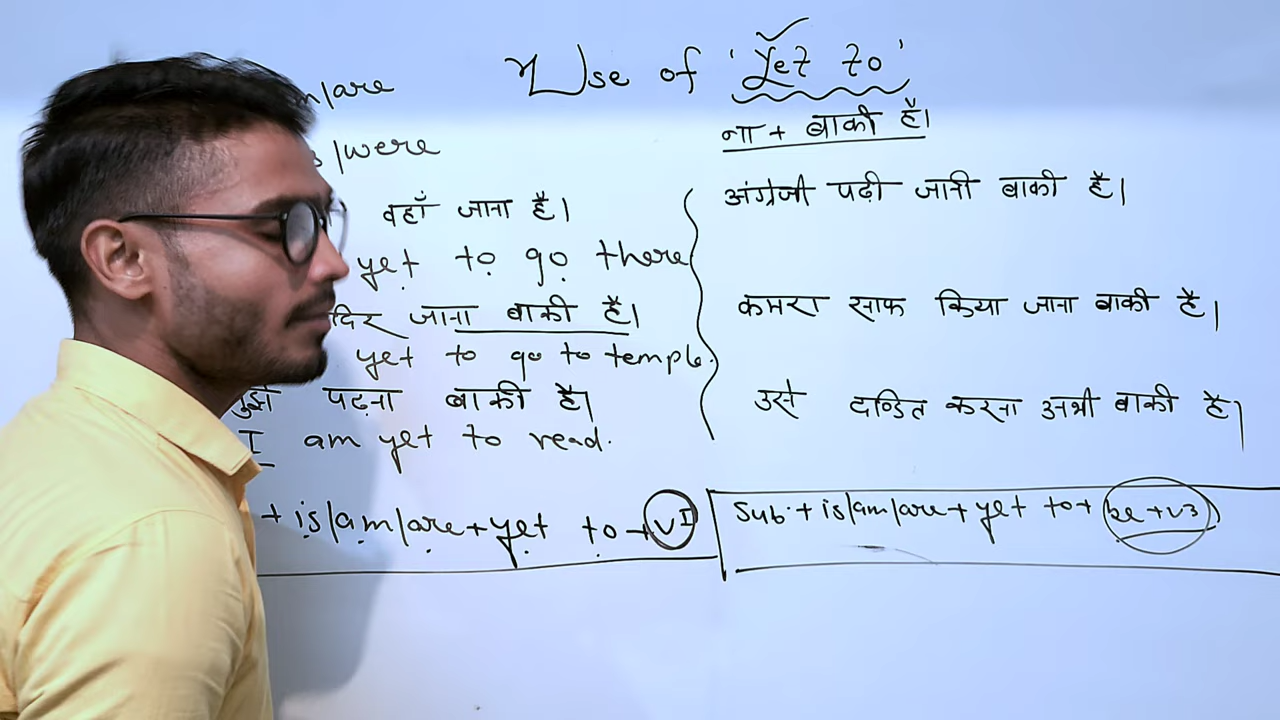 Use of 'yet to'
ना + बाकी है।
/are
/were
वहाँ जाना है।
yet to go there
जाना बाकी है।
yet to go to temple.
पढ़ना बाकी है।
I am yet to read.
+ is/am/are + yet to + VI
अंग्रेजी पढ़ी जानी बाकी है।
कमरा साफ किया जाना बाकी है।
उसे दण्डित करना अभी बाकी है।
Sub. + is/am/are + yet to + be + v3